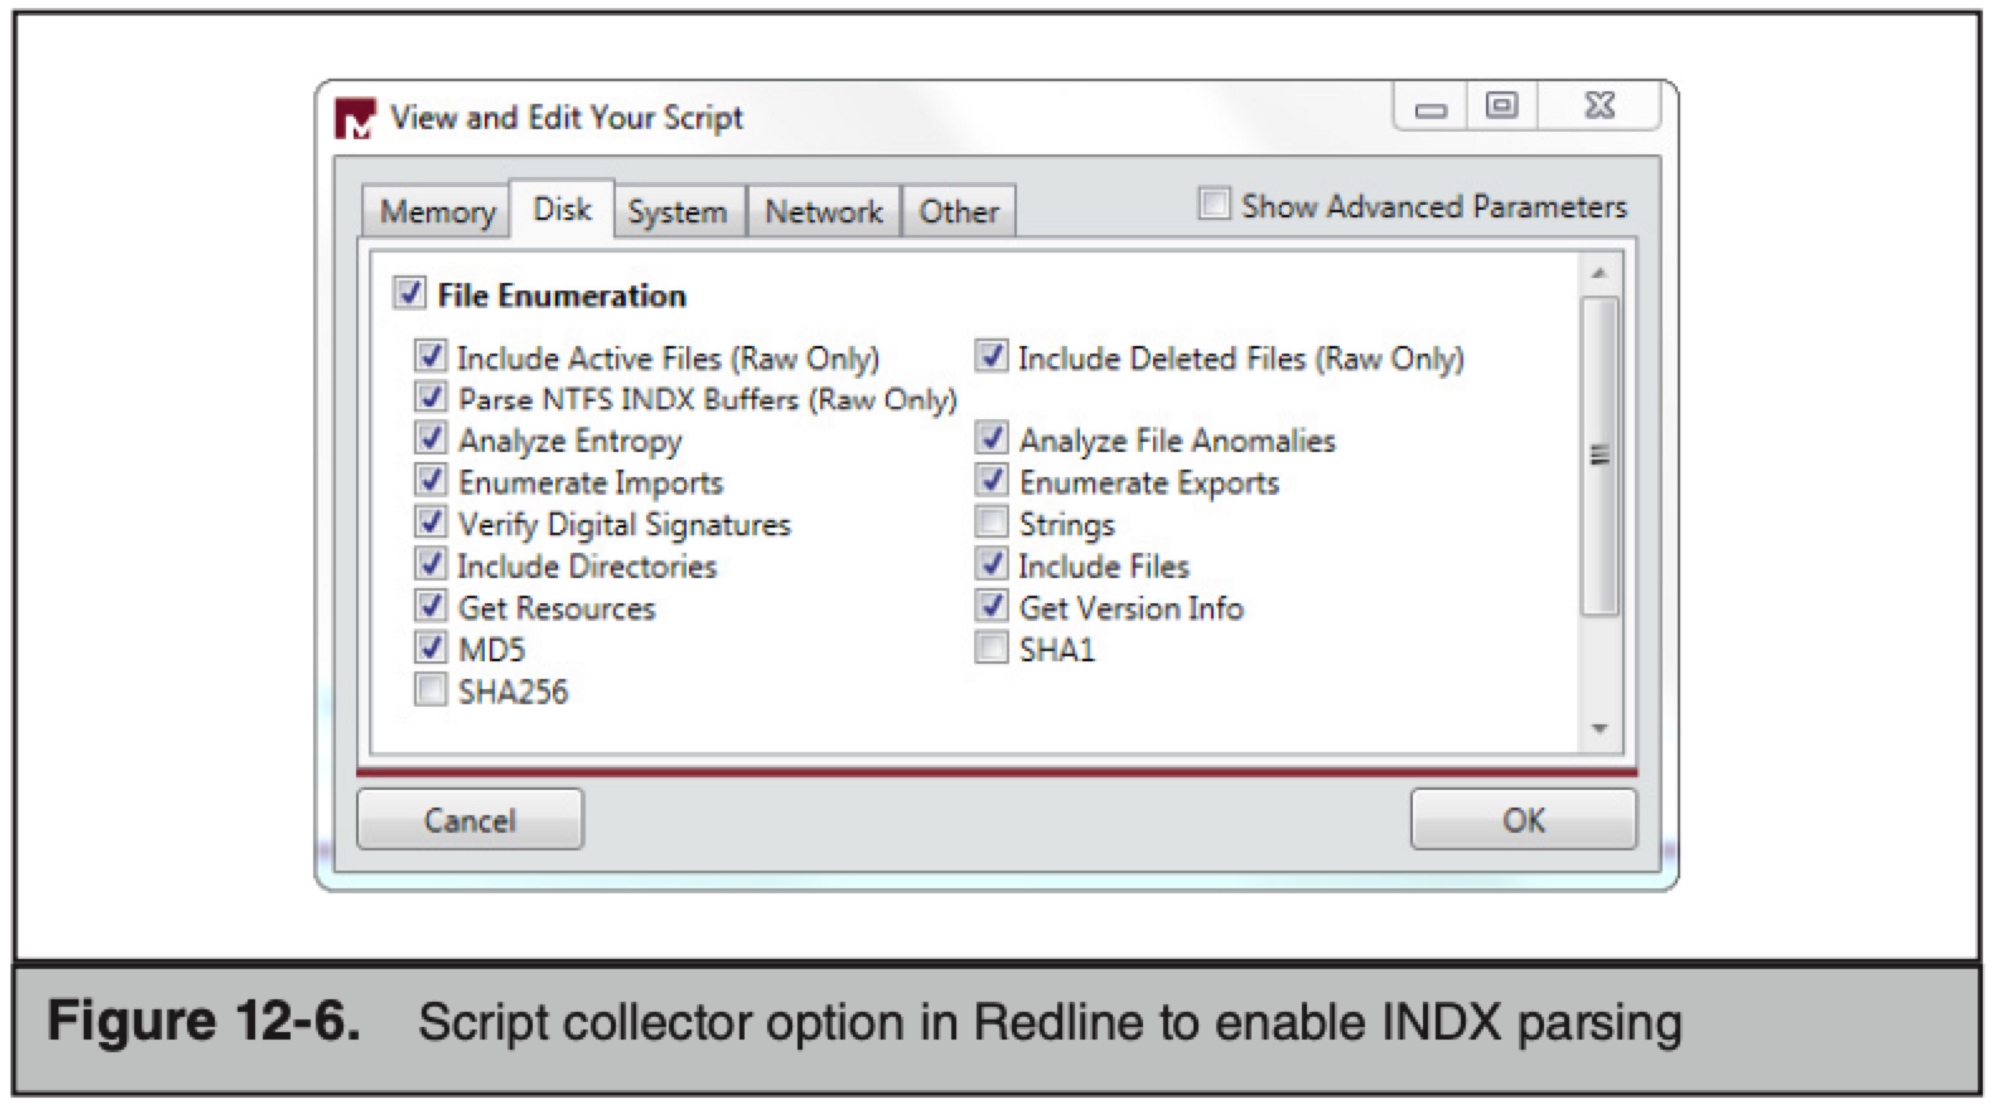 View and Edit Your Script
Memory Disk System Network Other Show Advanced Parameters
File Enumeration
Include Active Files (Raw Only) Include Deleted Files (Raw Only)
Parse NTFS INDX Buffers (Raw Only)
Analyze Entropy Analyze File Anomalies
Enumerate Imports Enumerate Exports
Verify Digital Signatures Strings
Include Directories Include Files
Get Resources Get Version Info
MD5 SHA1
SHA256
Cancel OK
Figure 12-6. Script collector option in Redline to enable INDX parsing